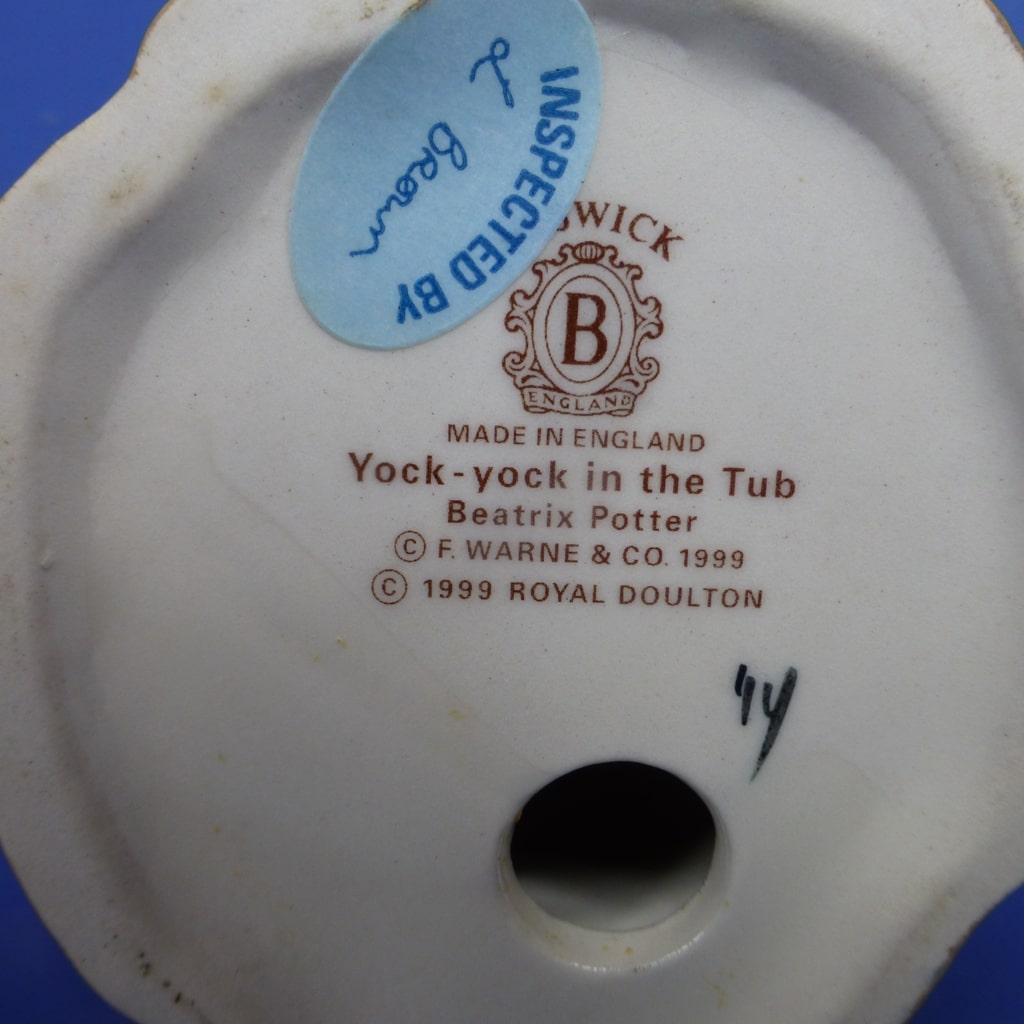 INSPECTED BY
L Brown
SWICK
B
ENGLAND
MADE IN ENGLAND
Yock-yock in the Tub
Beatrix Potter
© F. WARNE & CO. 1999
© 1999 ROYAL DOULTON